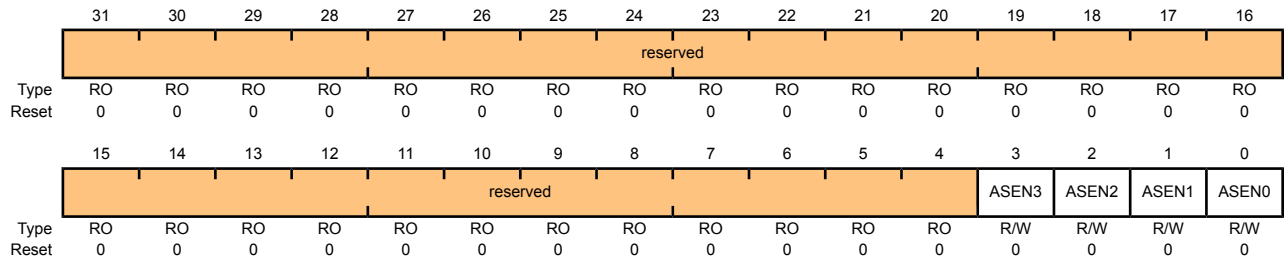 31 30 29 28 27 26 25 24 23 22 21 20 19 18 17 16
reserved
Type RO RO RO RO RO RO RO RO RO RO RO RO RO RO RO RO
Reset 0 0 0 0 0 0 0 0 0 0 0 0 0 0 0 0
15 14 13 12 11 10 9 8 7 6 5 4 3 2 1 0
reserved ASEN3 ASEN2 ASEN1 ASEN0
Type RO RO RO RO RO RO RO RO RO RO RO RO R/W R/W R/W R/W
Reset 0 0 0 0 0 0 0 0 0 0 0 0 0 0 0 0